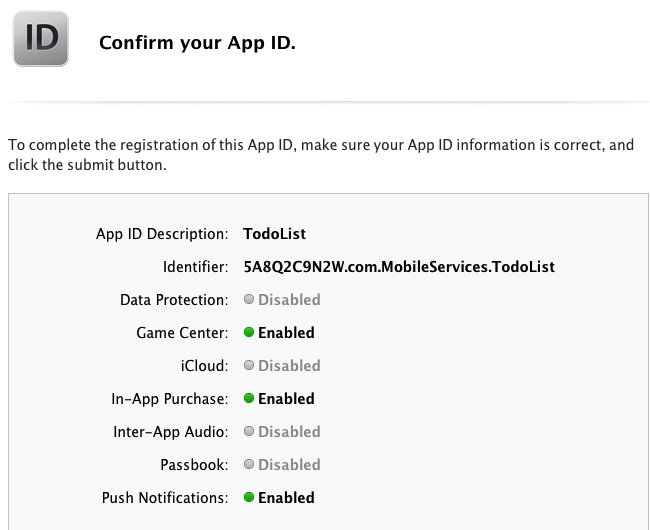 ID
Confirm your App ID.
To complete the registration of this App ID, make sure your App ID information is correct, and
click the submit button.
App ID Description: TodoList
Identifier: 5A8Q2C9N2W.com.MobileServices.TodoList
Data Protection: Disabled
Game Center: Enabled
iCloud: Disabled
In-App Purchase: Enabled
Inter-App Audio: Disabled
Passbook: Disabled
Push Notifications: Enabled